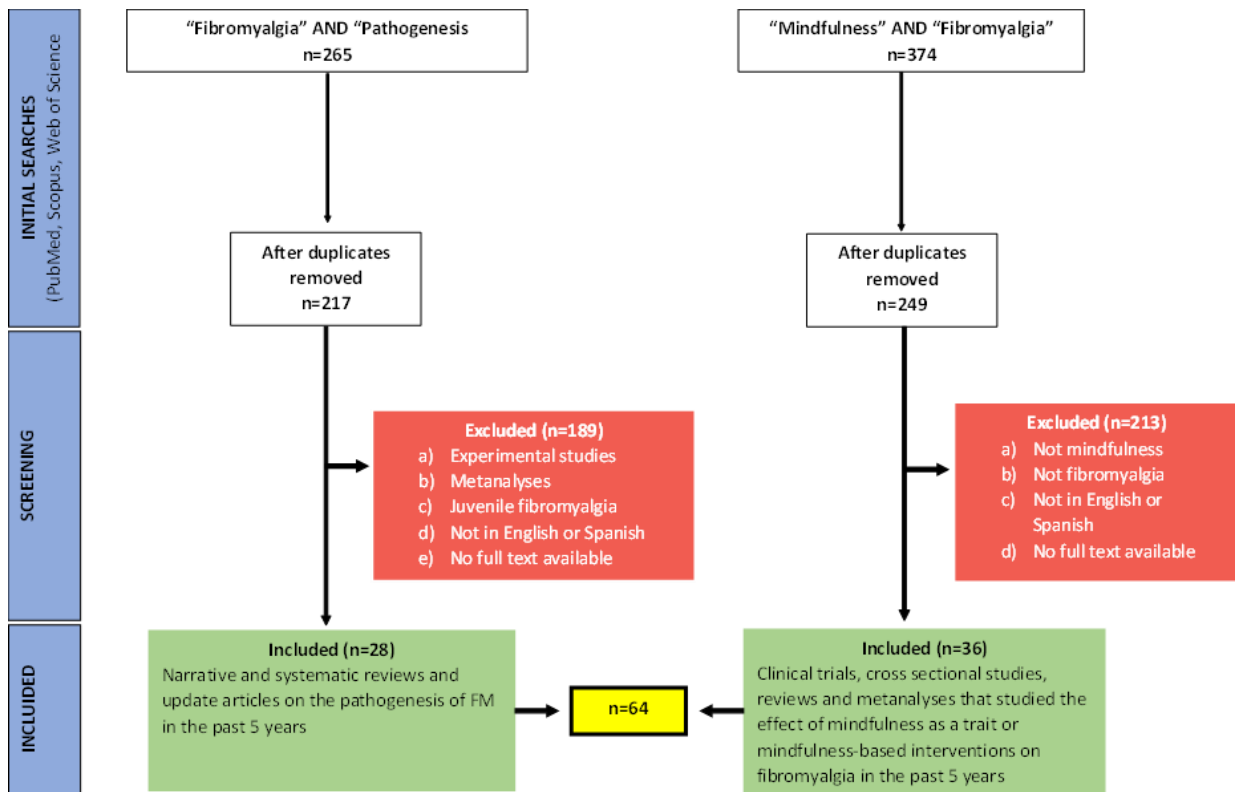 INITIAL SEARCHES
(PubMed, Scopus, Web of Science
"Fibromyalgia" AND "Pathogenesis
n=265
"Mindfulness" AND "Fibromyalgia"
n=374
After duplicates
removed
n=217
After duplicates
removed
n=249
SCREENING
Excluded (n=189)
a) Experimental studies
b) Metanalyses
c) Juvenile fibromyalgia
d) Not in English or Spanish
e) No full text available
Excluded (n=213)
a) Not mindfulness
b) Not fibromyalgia
c) Not in English or
Spanish
d) No full text available
INCLUIDED
Included (n=28)
Narrative and systematic reviews and
update articles on the pathogenesis of FM
in the past 5 years
n=64
Included (n=36)
Clinical trials, cross sectional studies,
reviews and metanalyses that studied the
effect of mindfulness as a trait or
mindfulness-based interventions on
fibromyalgia in the past 5 years